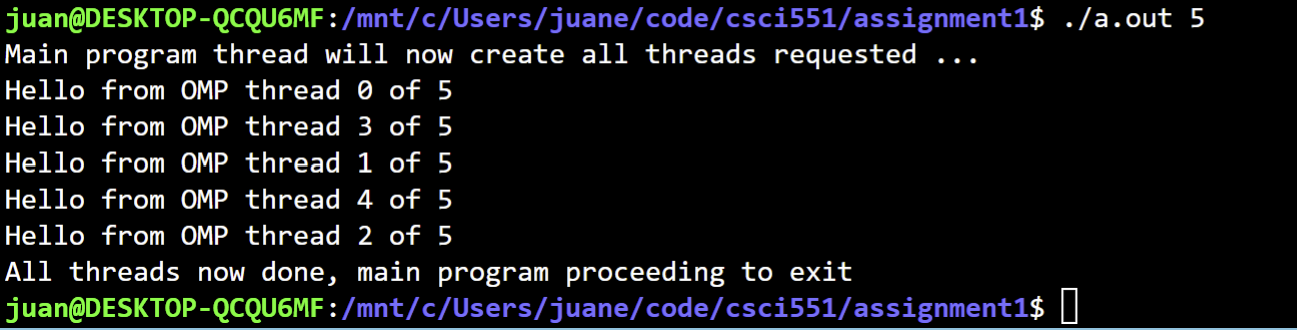 juan@DESKTOP-QCQU6MF:/mnt/c/Users/juane/code/csci551/assignment1$ ./a.out 5
Main program thread will now create all threads requested ...
Hello from OMP thread 0 of 5
Hello from OMP thread 3 of 5
Hello from OMP thread 1 of 5
Hello from OMP thread 4 of 5
Hello from OMP thread 2 of 5
All threads now done, main program proceeding to exit
juan@DESKTOP-QCQU6MF:/mnt/c/Users/juane/code/csci551/assignment1$